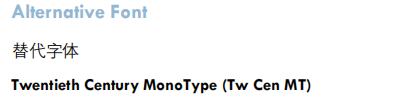 Alternative Font
替代字体
Twentieth Century MonoType (Tw Cen MT)